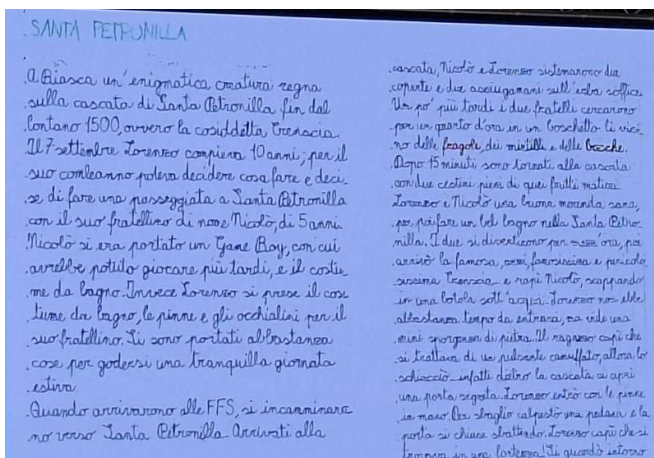 SANTA PETRONILLA
A Biasca un'enigmatica creatura regna
sulla cascata di Santa Petronilla fin dal
lontano 1500, ovvero la cosiddetta Crenscia.
Il 7 settembre Lorenzo compieva 10 anni; per il
suo comleanno poteva decidere cosa fare e deci
se di fare una passeggiata a Santa Petronilla
con il suo fratellino di nome Nicolò, di 5 anni.
Nicolò si era portato un Game Boy, con cui
avrebbe potuto giocare più tardi, e il costu
me da bagno. Invece Lorenzo si prese il cos
tume da bagno, le pinne e gli occhialini per il
suo fratellino. Si sono portati abbastanza
cose per godersi una tranquilla giornata
estiva.
Quando arrivarono alle FFS, si incamminaro
no verso Santa Petronilla. Arrivati alla
cascata, Nicolò e Lorenzo sistemarono due
coperte e due asciugamani sull'erba soffice.
Un po' più tardi i due fratelli cercarono
per un quarto d'ora in un boschetto lì vici
no delle fragole, dei mirtilli e delle bacche.
Dopo 15 minuti sono tornati alla cascata
con due cestini pieni di quei frutti maturi.
Lorenzo e Nicolò una buona merenda sana,
per poi fare un bel bagno nella Santa Petro
nilla. I due si divertirono per ora, poi
arrivò la famosa, famosissima e pericolo
sissima Crenscia e rapì Nicolò, scappando
in una botola sott'acqua. Lorenzo non ebbe
abbastanza tempo da entrare, ma vide una
mini sporgenza di pietra. Il ragazzo capì che
si trattava di un pulsante camuffato, allora lo
schiacciò infatti dietro la cascata si aprì
una porta segreta. Lorenzo entrò con le pinne
in mano. Per sbaglio calpestò una pedana e la
porta si chiuse sbattendo. Lorenzo capì che si
trovava in una fortezza. Si guardò intorno